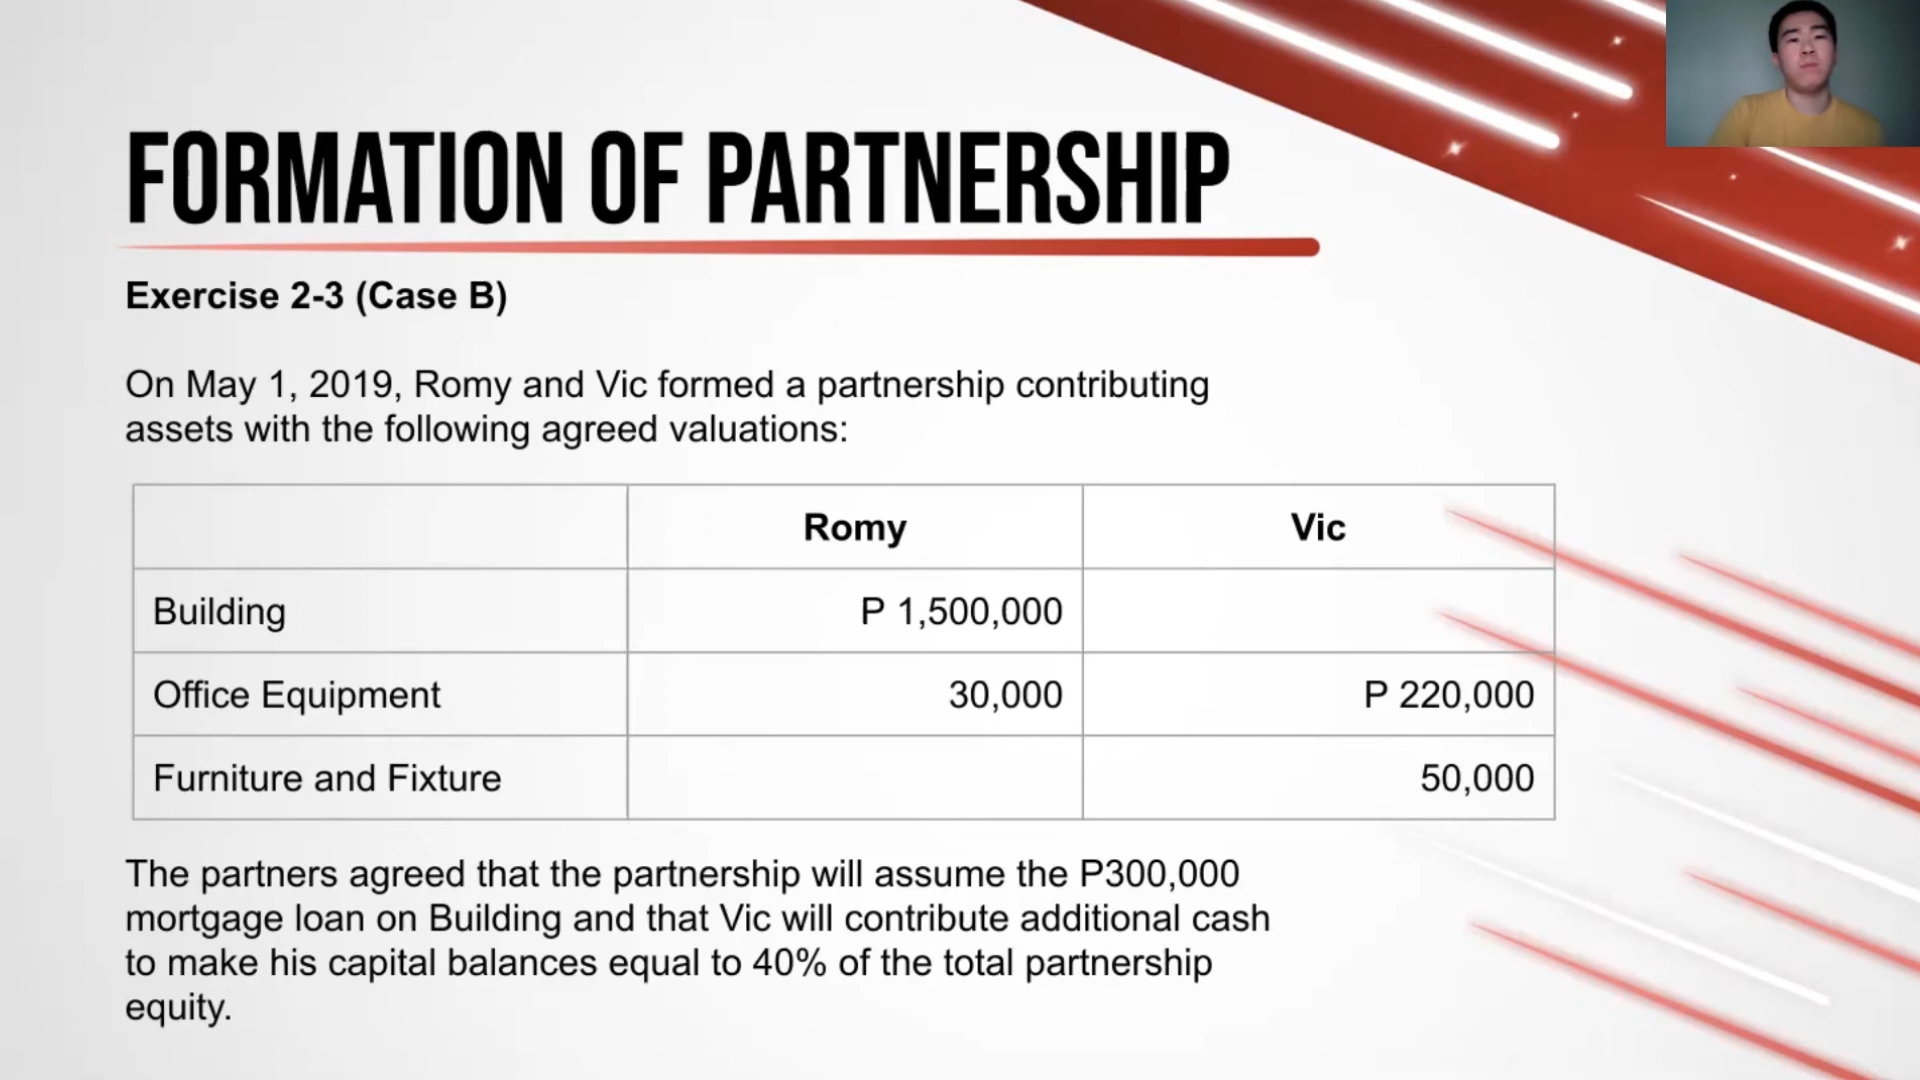 FORMATION OF PARTNERSHIP
Exercise 2-3 (Case B)
On May 1, 2019, Romy and Vic formed a partnership contributing
assets with the following agreed valuations:
Romy Vic
Building P 1,500,000
Office Equipment 30,000 P 220,000
Furniture and Fixture 50,000
The partners agreed that the partnership will assume the P300,000
mortgage loan on Building and that Vic will contribute additional cash
to make his capital balances equal to 40% of the total partnership
equity.